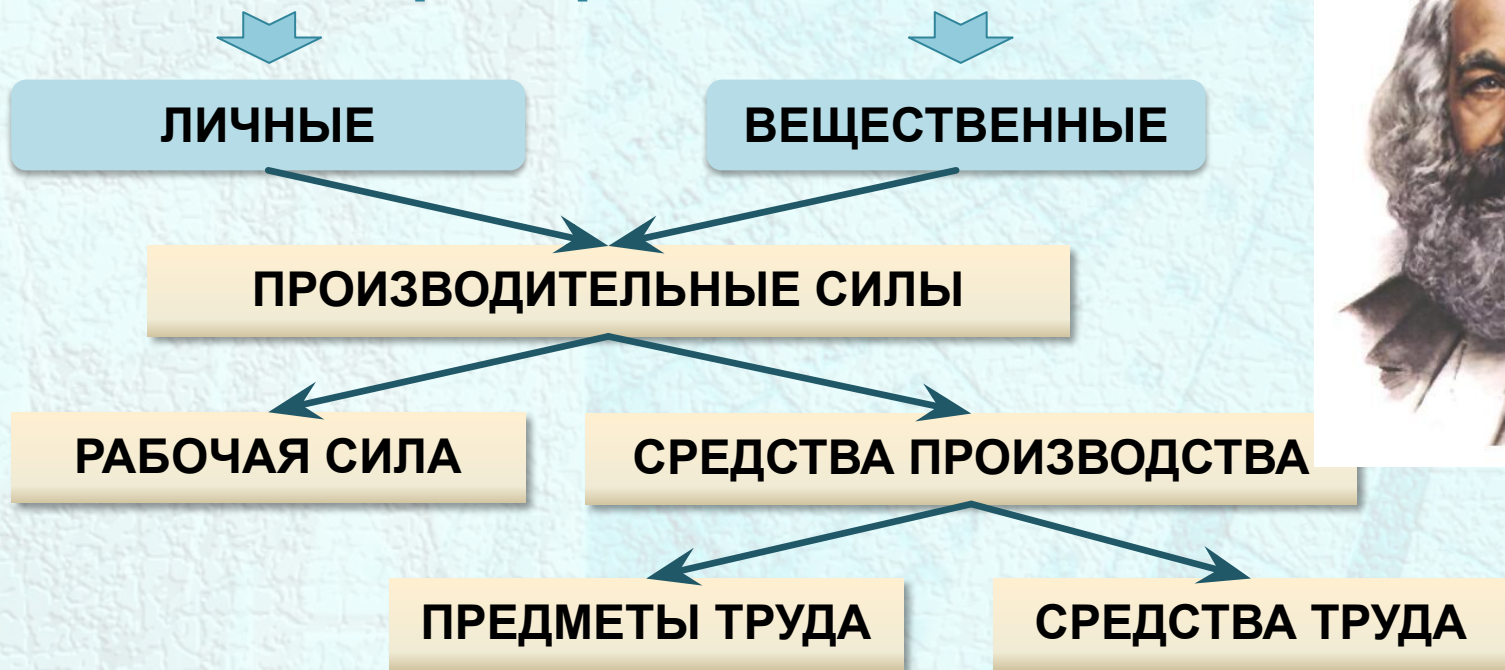 ЛИЧНЫЕ
ВЕЩЕСТВЕННЫЕ
ПРОИЗВОДИТЕЛЬНЫЕ СИЛЫ
РАБОЧАЯ СИЛА
СРЕДСТВА ПРОИЗВОДСТВА
ПРЕДМЕТЫ ТРУДА
СРЕДСТВА ТРУДА